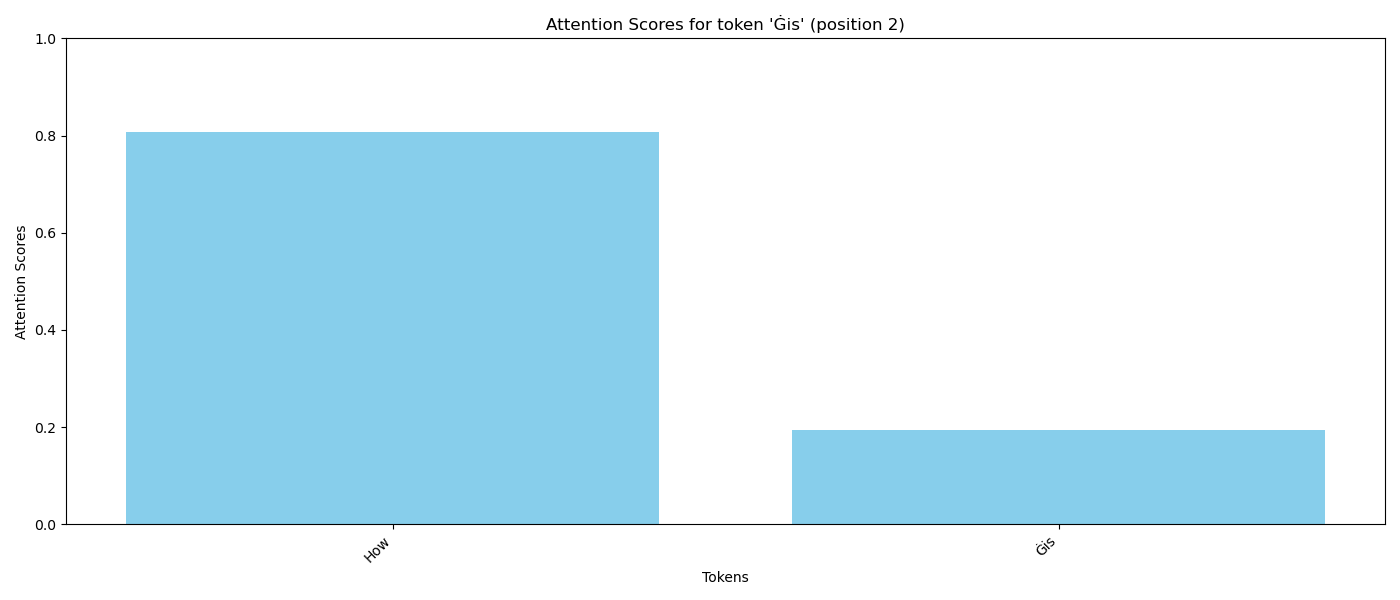 Attention Scores for token 'Ġis' (position 2)
1.0
0.8
0.6
0.4
0.2
0.0
Attention Scores
How
Ġis
Tokens